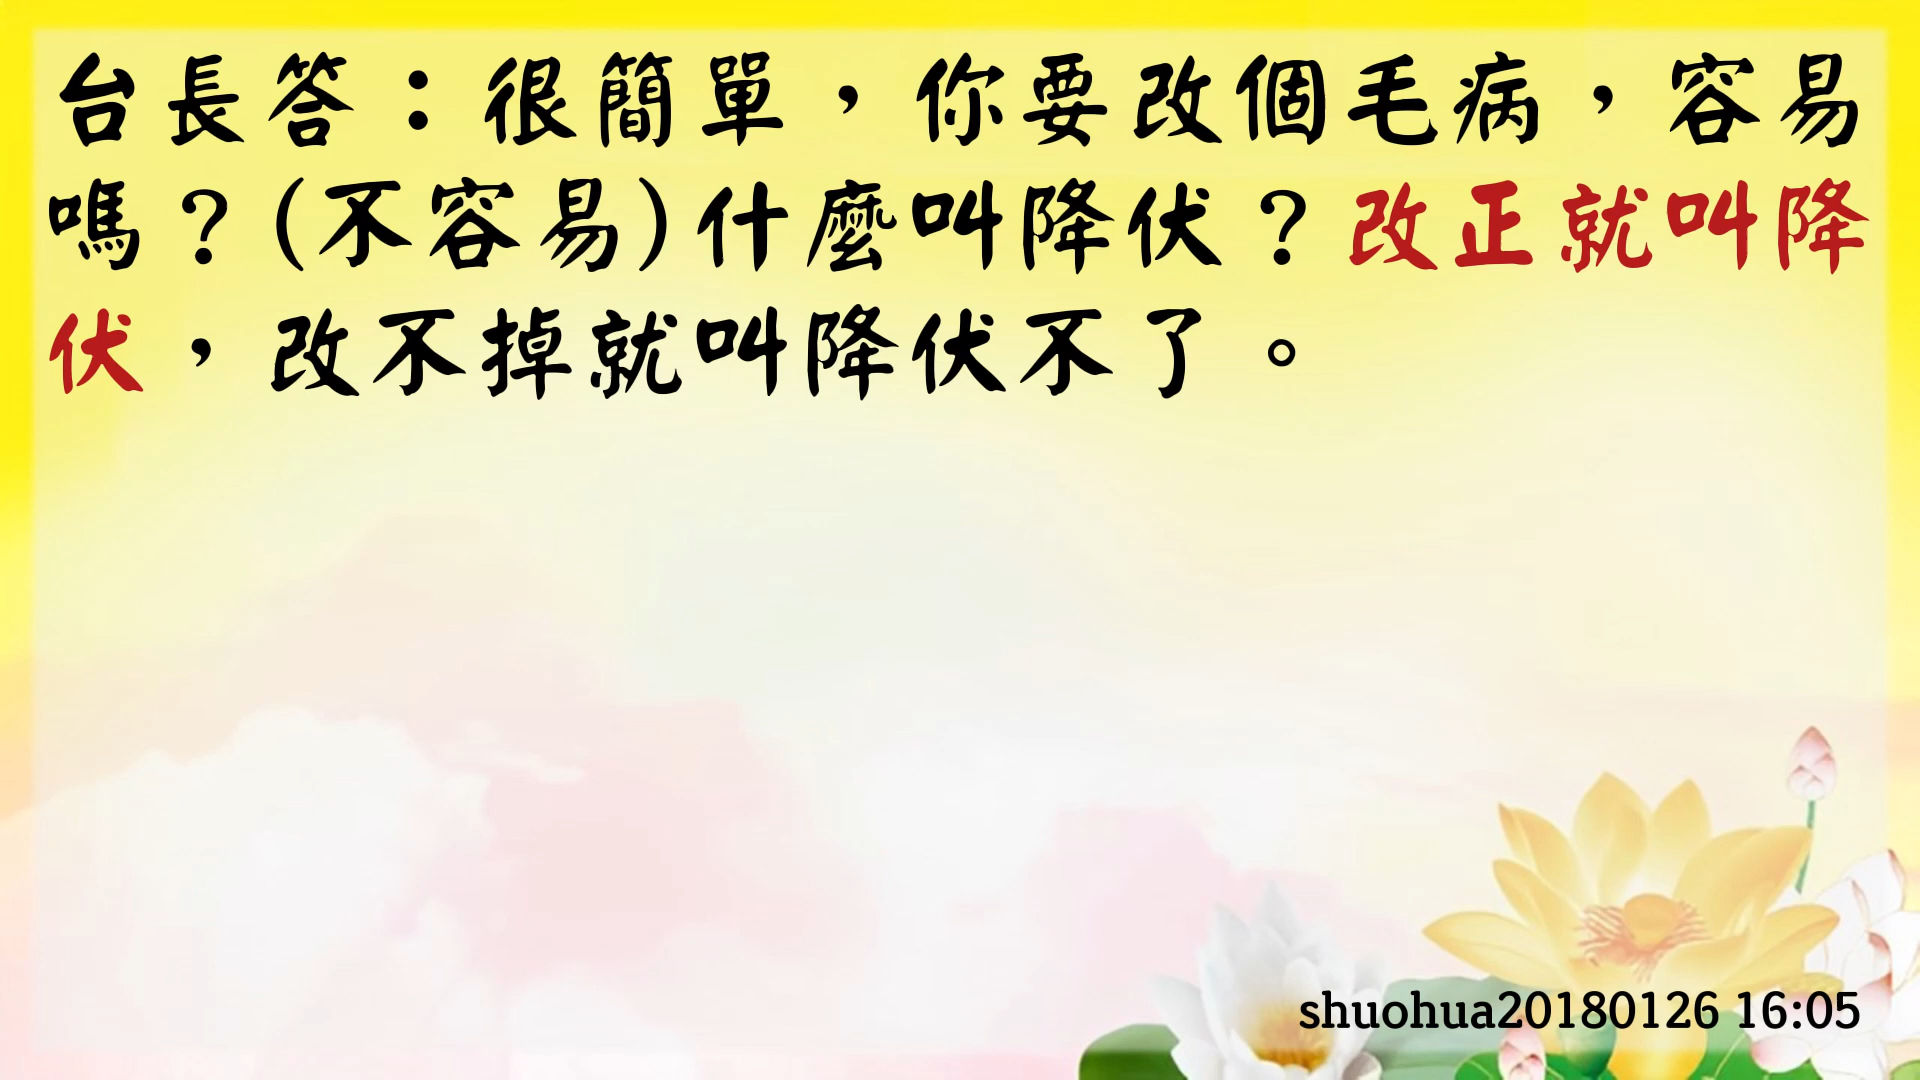 台長答：很簡單，你要改個毛病，容易
嗎？(不容易)什麼叫降伏？改正就叫降
伏，改不掉就叫降伏不了。
shuohua20180126 16:05